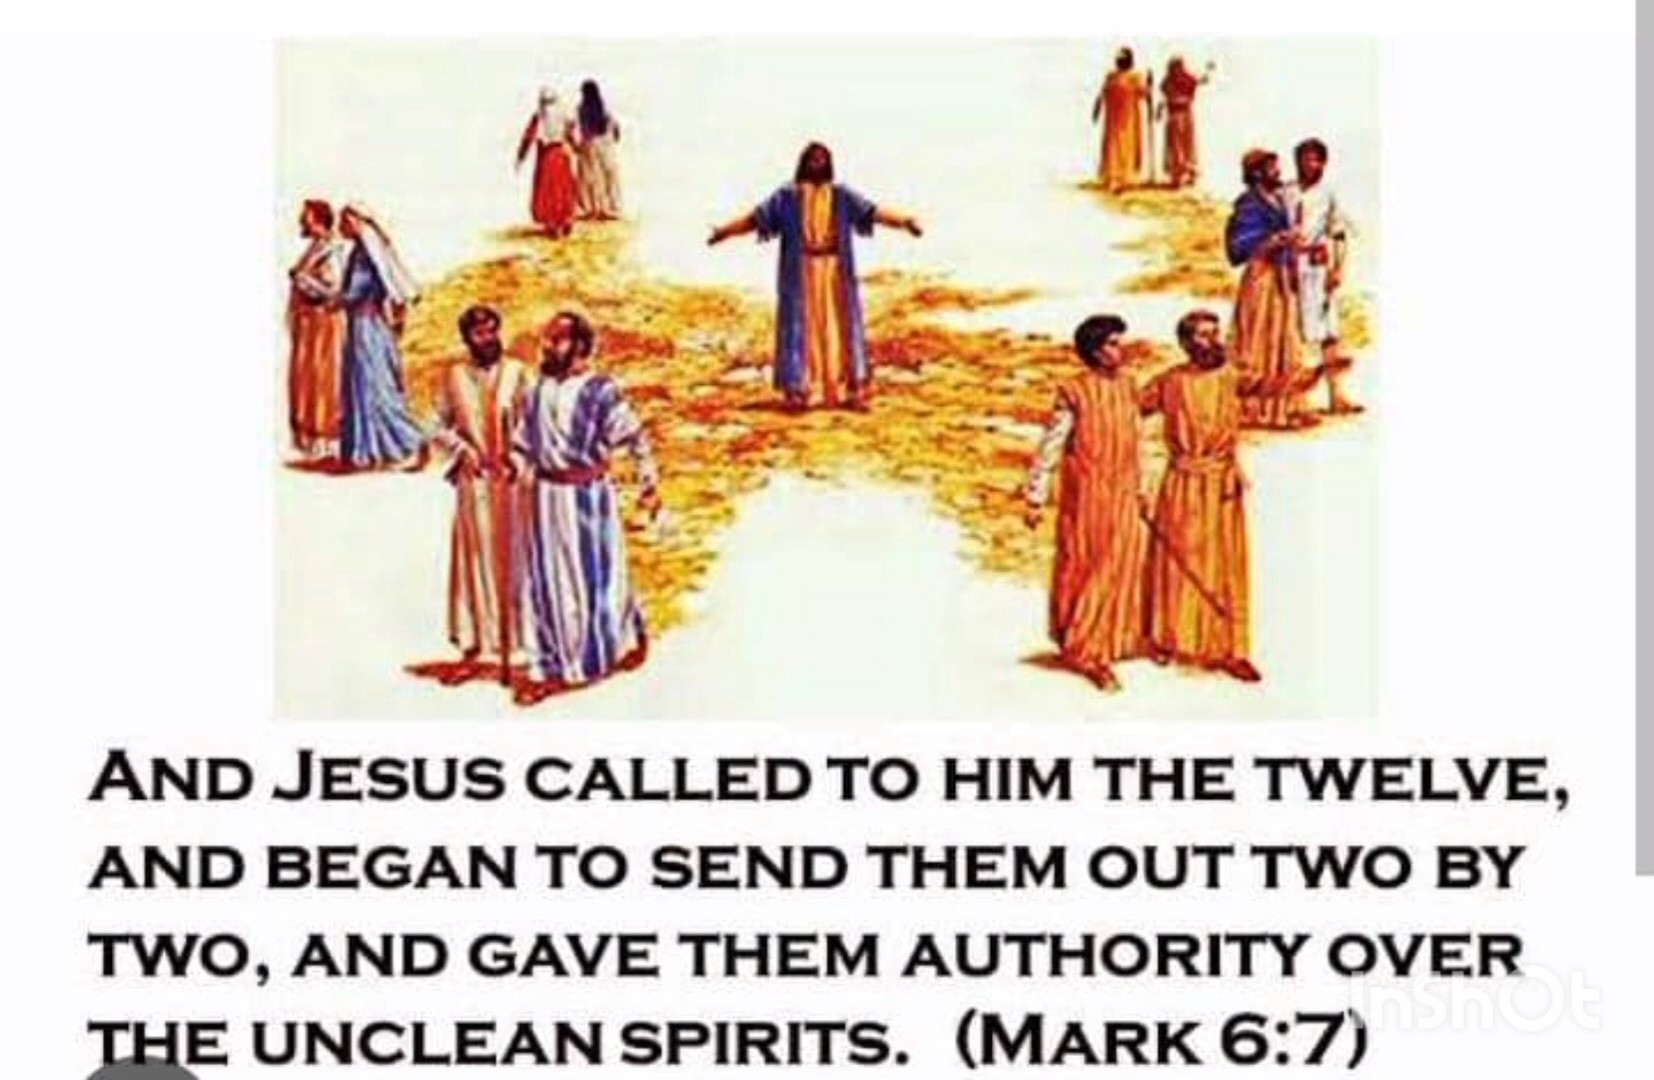 AND JESUS CALLED TO HIM THE TWELVE,
AND BEGAN TO SEND THEM OUT TWO BY
TWO, AND GAVE THEM AUTHORITY OVER
THE UNCLEAN SPIRITS. (MARK 6:7)
InShOt